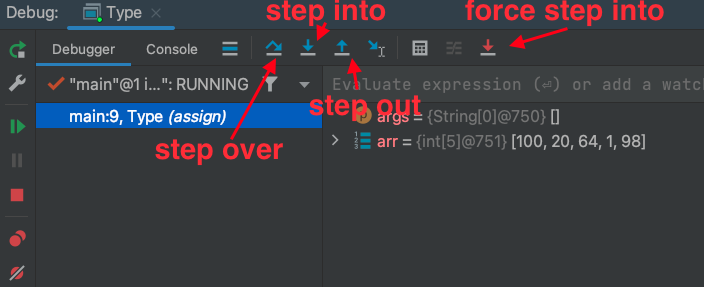 Debug:
Type
step into
force step into
Debugger
Console
"main"@1 i...": RUNNING
Evaluate expression (⏎) or add a watch
main:9, Type (assign)
step out
args = {String[0]@750} []
step over
arr = {int[5]@751} [100, 20, 64, 1, 98]